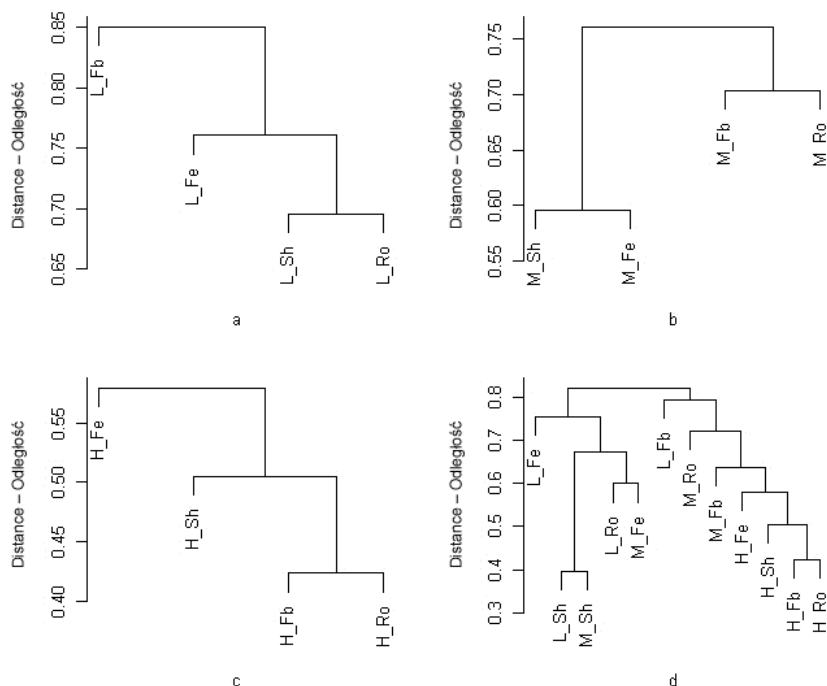 Distance – Odległość
0.85
0.80
0.75
0.70
0.65
L_Fb
L_Fe
L_Sh
L_Ro
a
Distance – Odległość
0.75
0.70
0.65
0.60
0.55
M_Sh
M_Fe
M_Fb
M_Ro
b
Distance – Odległość
0.55
0.50
0.45
0.40
H_Fe
H_Sh
H_Fb
H_Ro
c
Distance – Odległość
0.8
0.7
0.6
0.5
0.4
0.3
L_Fe
L_Sh
M_Sh
L_Ro
M_Fe
L_Fb
M_Ro
M_Fb
H_Fe
H_Sh
H_Fb
H_Ro
d